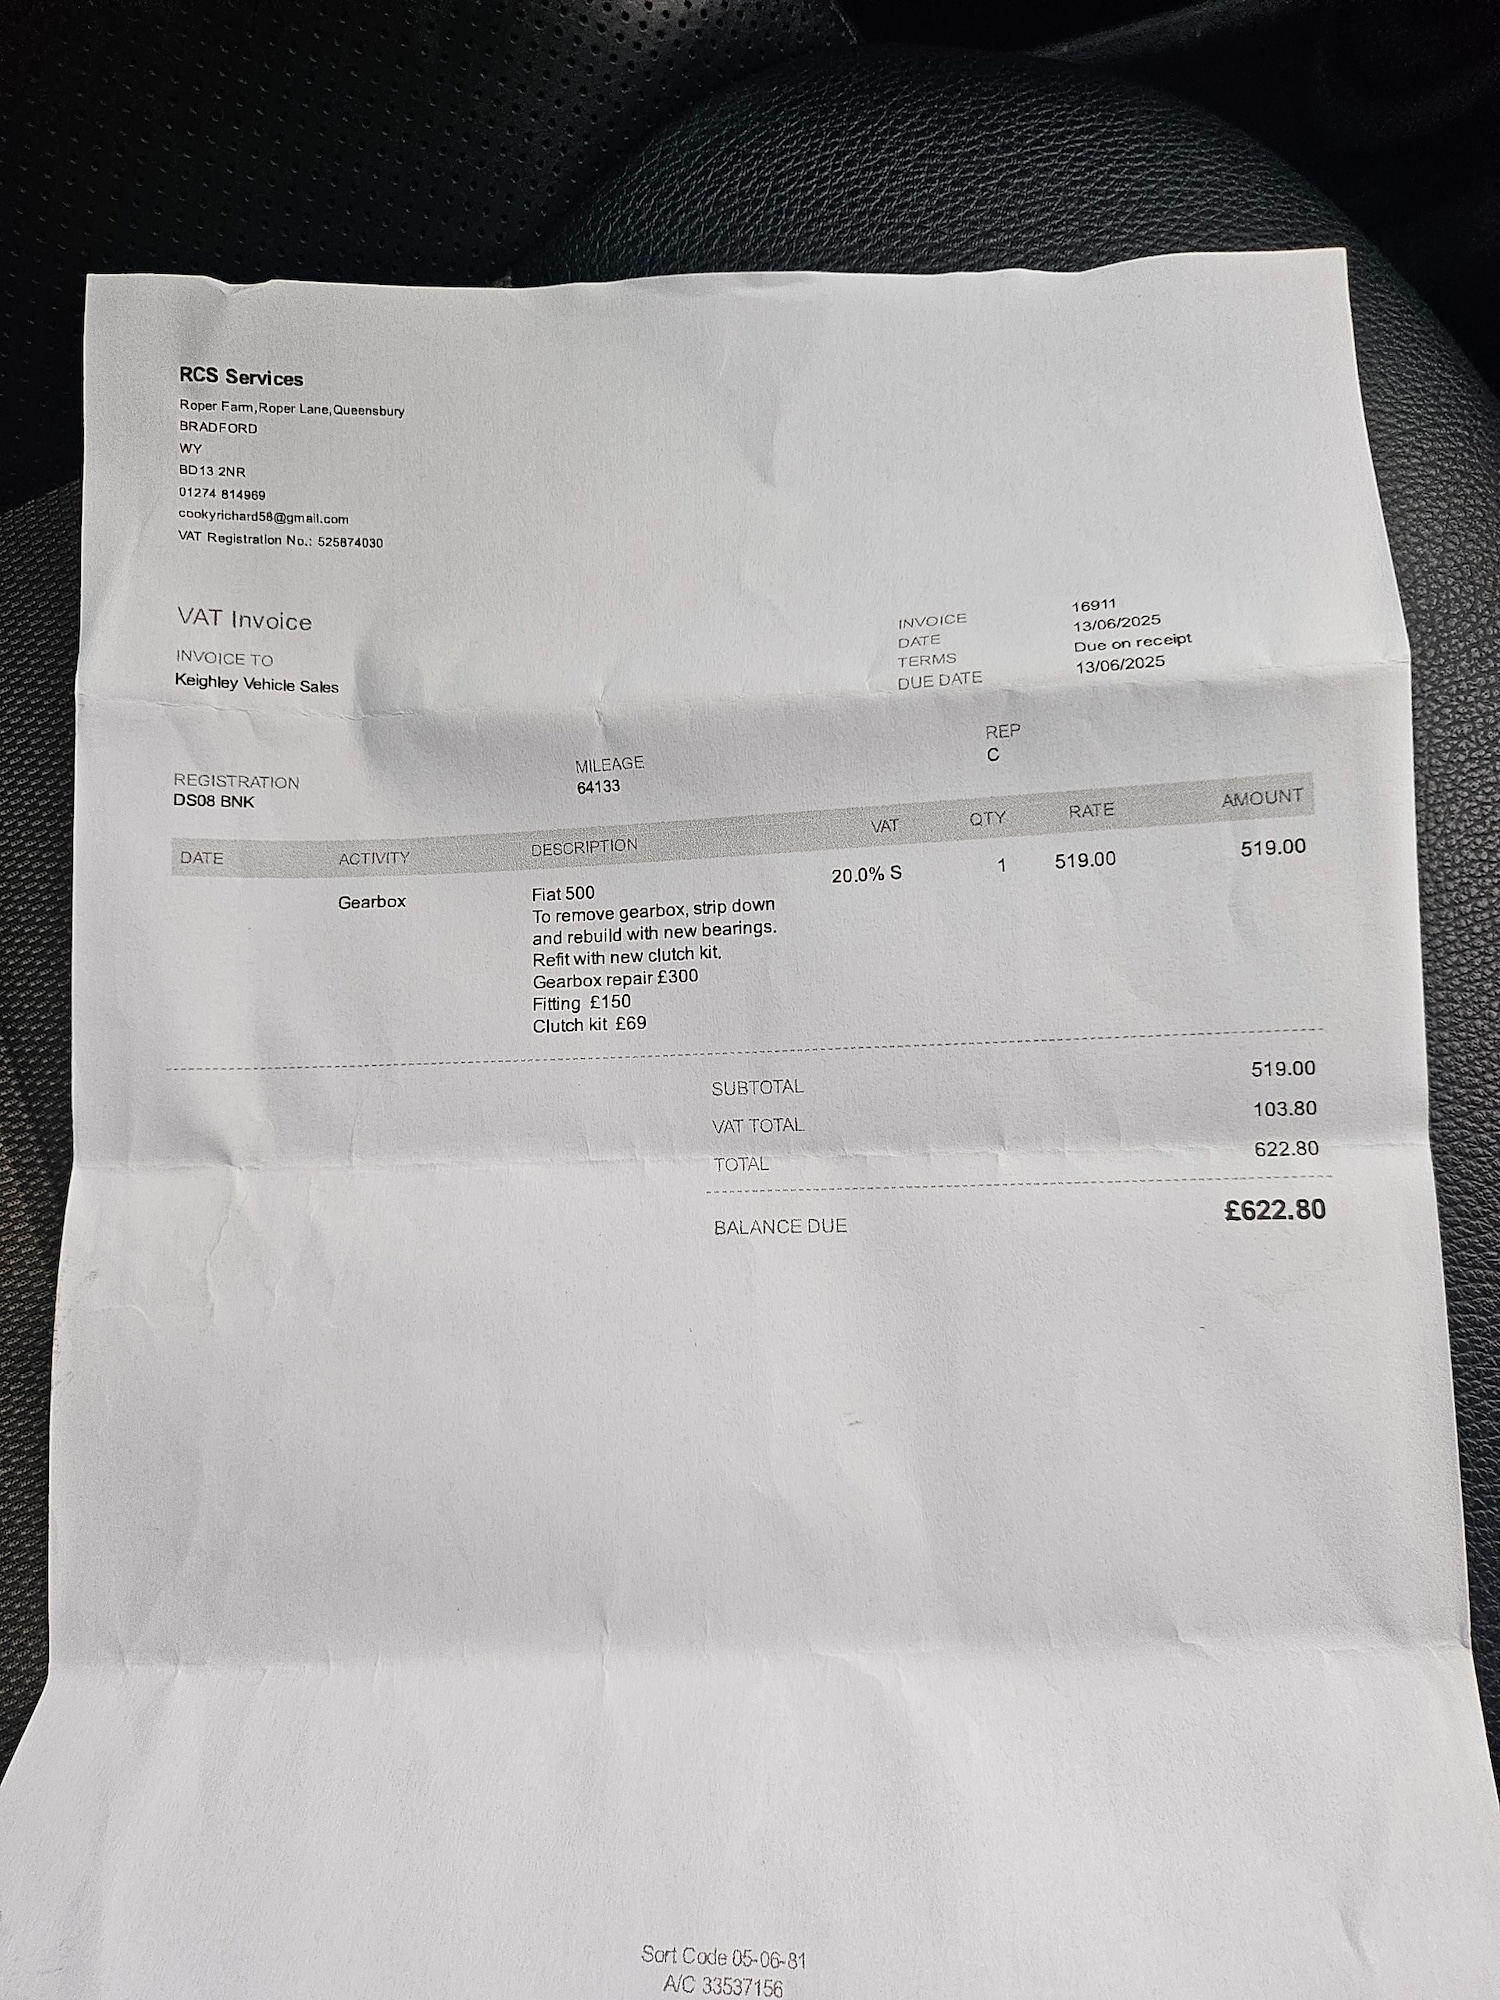 RCS Services
Roper Farm,Roper Lane,Queensbury
BRADFORD
WY
BD13 2NR
01274 814969
cookyrichard58@gmail.com
VAT Registration No.: 525874030
VAT Invoice
INVOICE TO
Keighley Vehicle Sales
INVOICE 16911
DATE 13/06/2025
TERMS Due on receipt
DUE DATE 13/06/2025
REGISTRATION
DS08 BNK
MILEAGE
64133
REP
C
DATE ACTIVITY DESCRIPTION VAT QTY RATE AMOUNT
Gearbox Fiat 500 20.0% S 1 519.00 519.00
To remove gearbox, strip down
and rebuild with new bearings.
Refit with new clutch kit.
Gearbox repair £300
Fitting £150
Clutch kit £69
SUBTOTAL 519.00
VAT TOTAL 103.80
TOTAL 622.80
BALANCE DUE £622.80
Sort Code 05-06-81
A/C 33537156